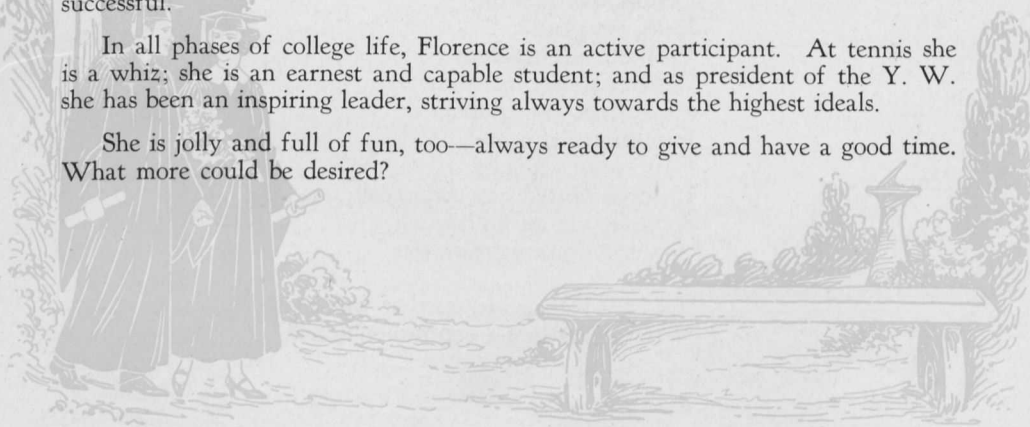 successful.
In all phases of college life, Florence is an active participant. At tennis she
is a whiz; she is an earnest and capable student; and as president of the Y. W.
she has been an inspiring leader, striving always towards the highest ideals.
She is jolly and full of fun, too—always ready to give and have a good time.
What more could be desired?